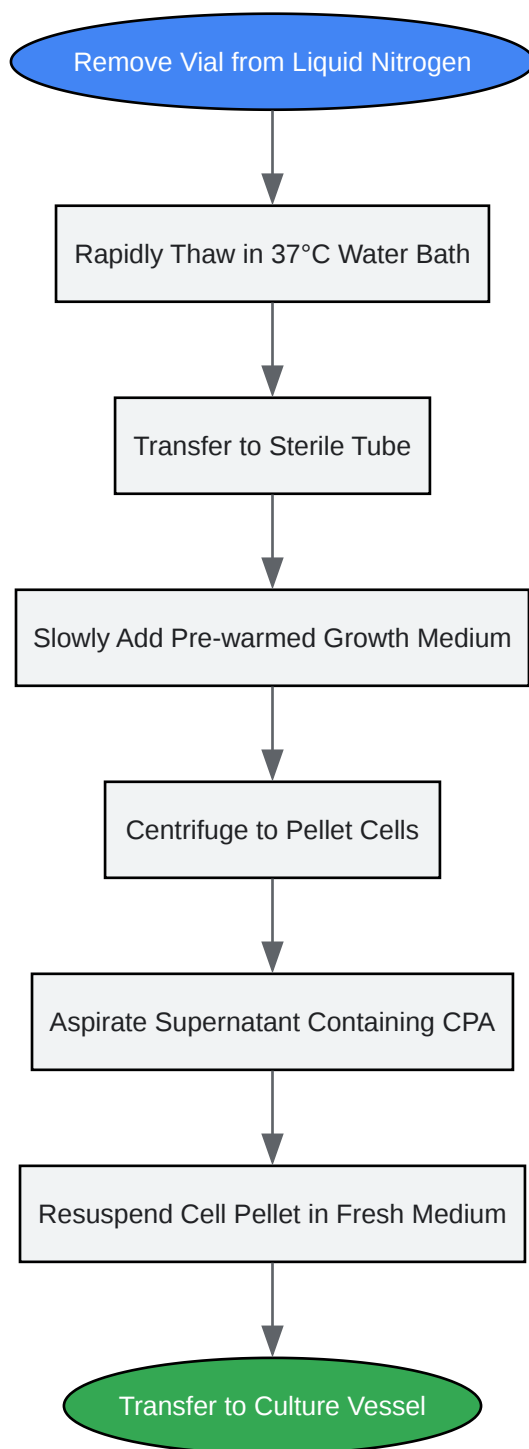 Remove Vial from Liquid Nitrogen
Rapidly Thaw in 37°C Water Bath
Transfer to Sterile Tube
Slowly Add Pre-warmed Growth Medium
Centrifuge to Pellet Cells
Aspirate Supernatant Containing CPA
Resuspend Cell Pellet in Fresh Medium
Transfer to Culture Vessel